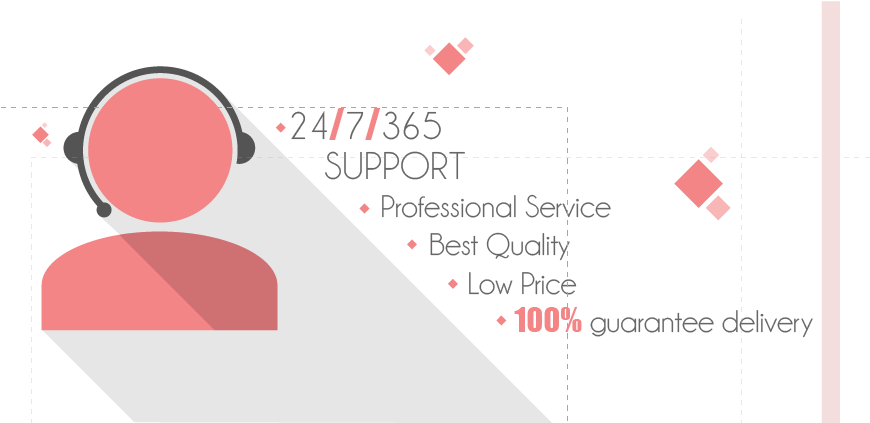 24/7/365
SUPPORT
Professional Service
Best Quality
Low Price
100% guarantee delivery